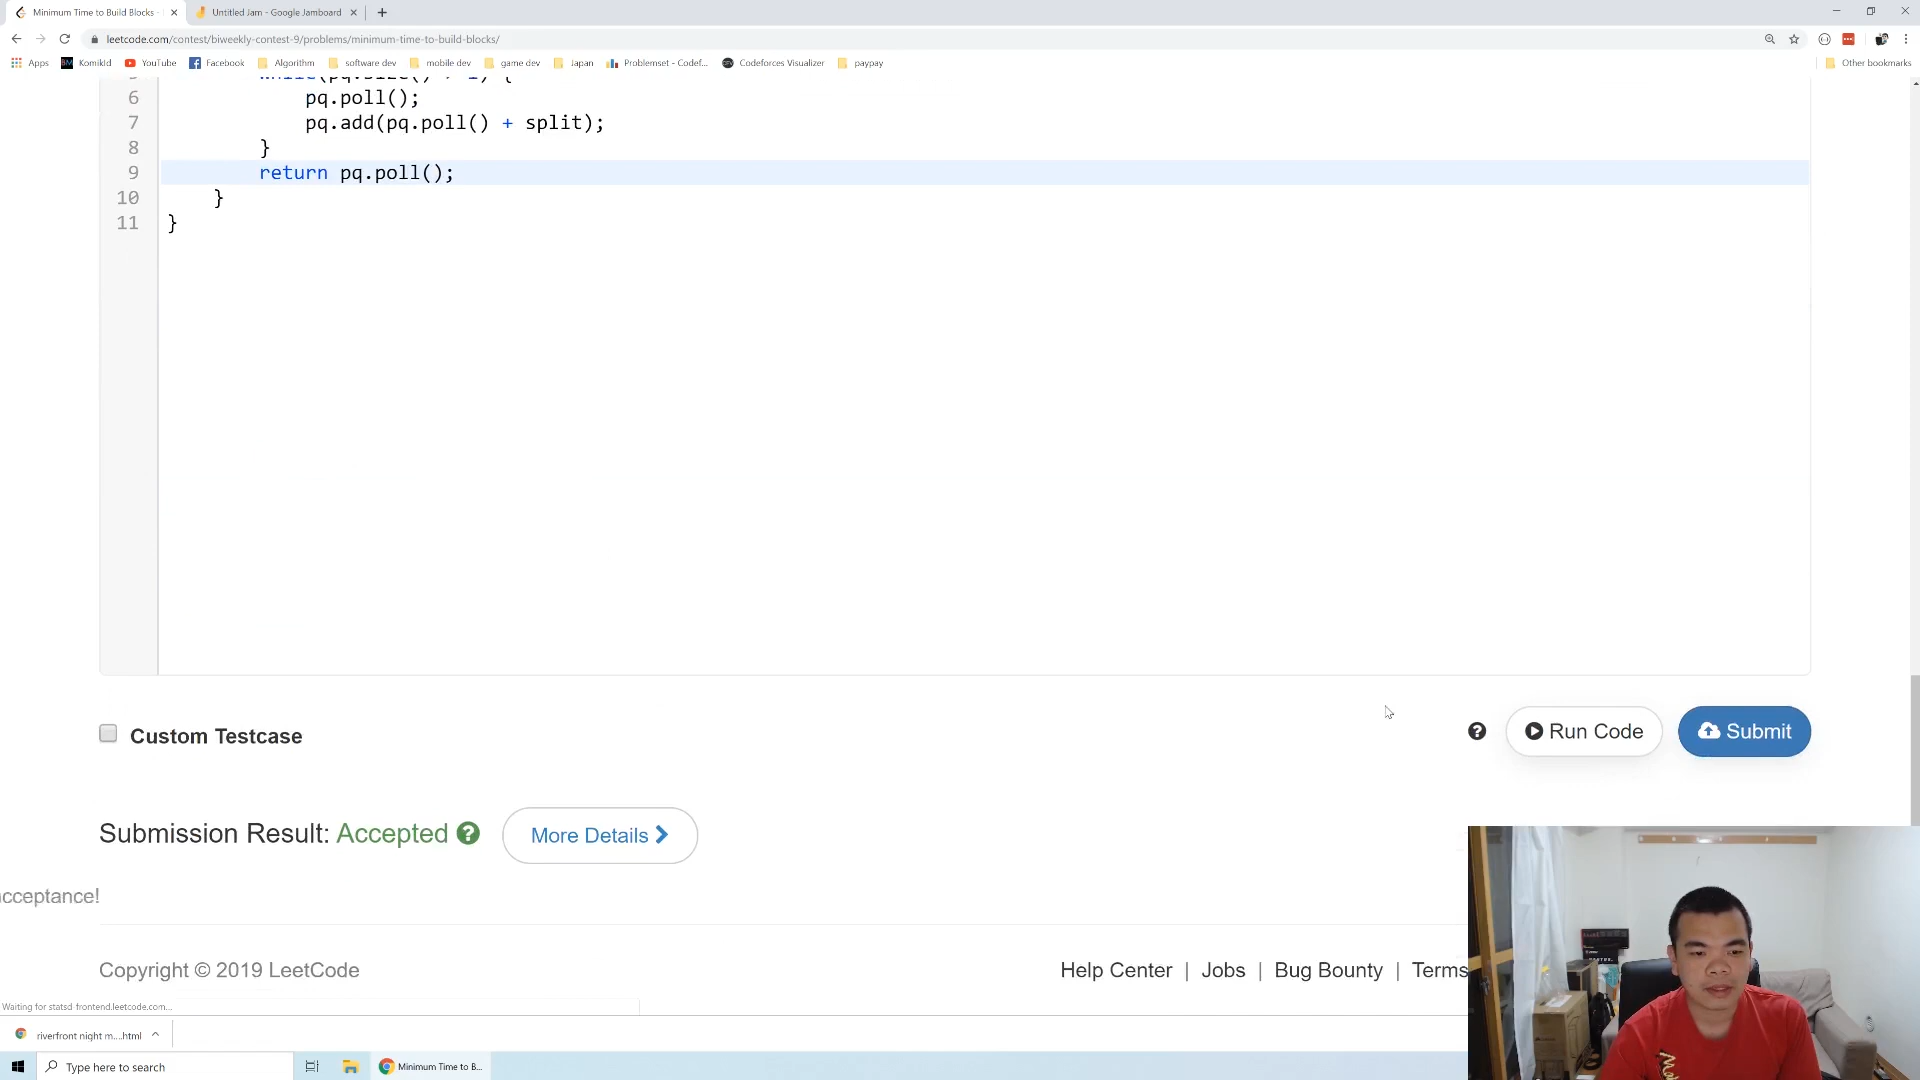 Minimum Time to Build Blocks -
Untitled Jam - Google Jamboard
leetcode.com/contest/biweekly-contest-9/problems/minimum-time-to-build-blocks/
Apps
Komikid
YouTube
Facebook
Algorithm
software dev
mobile dev
game dev
Japan
Problemset - Codef...
Codeforces Visualizer
paypay
Other bookmarks
6 pq.poll();
7 pq.add(pq.poll() + split);
8 }
9 return pq.poll();
10 }
11 }
Custom Testcase
Run Code
Submit
Submission Result: Accepted
More Details
cceptance!
Copyright © 2019 LeetCode
Help Center | Jobs | Bug Bounty | Terms
Waiting for statsd-frontend.leetcode.com...
riverfront night m....html
Type here to search
Minimum Time to B...